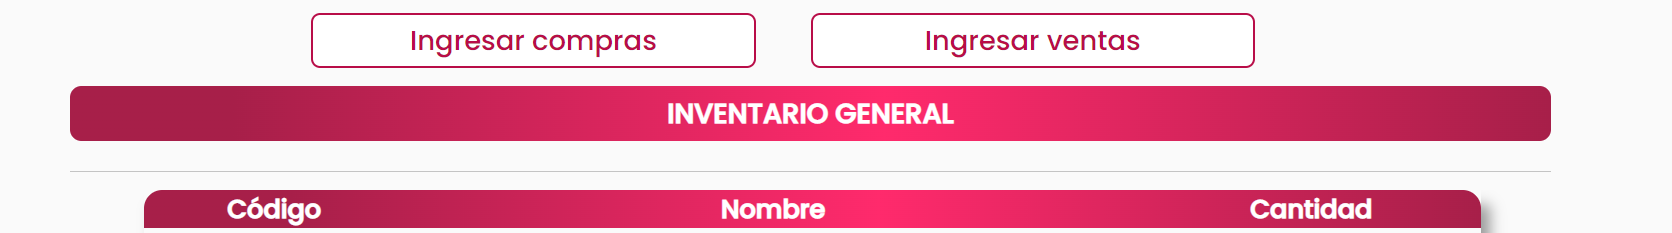 Ingresar compras Ingresar ventas
INVENTARIO GENERAL
Código Nombre Cantidad